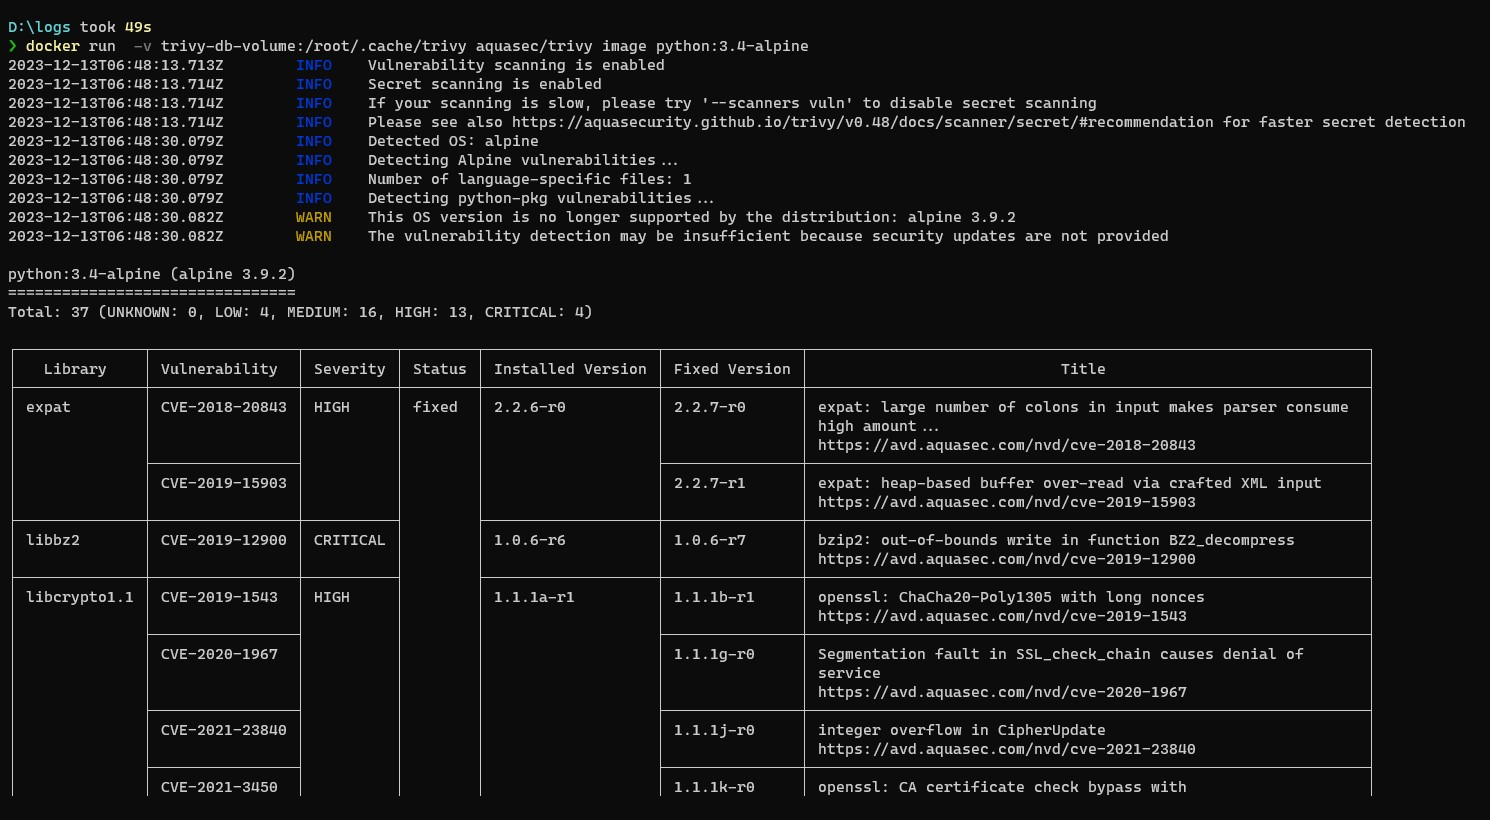 D:\logs took 49s
❯ docker run  -v trivy-db-volume:/root/.cache/trivy aquasec/trivy image python:3.4-alpine
2023-12-13T06:48:13.713Z        INFO    Vulnerability scanning is enabled
2023-12-13T06:48:13.714Z        INFO    Secret scanning is enabled
2023-12-13T06:48:13.714Z        INFO    If your scanning is slow, please try '--scanners vuln' to disable secret scanning
2023-12-13T06:48:13.714Z        INFO    Please see also https://aquasecurity.github.io/trivy/v0.48/docs/scanner/secret/#recommendation for faster secret detection
2023-12-13T06:48:30.079Z        INFO    Detected OS: alpine
2023-12-13T06:48:30.079Z        INFO    Detecting Alpine vulnerabilities...
2023-12-13T06:48:30.079Z        INFO    Number of language-specific files: 1
2023-12-13T06:48:30.079Z        INFO    Detecting python-pkg vulnerabilities...
2023-12-13T06:48:30.082Z        WARN    This OS version is no longer supported by the distribution: alpine 3.9.2
2023-12-13T06:48:30.082Z        WARN    The vulnerability detection may be insufficient because security updates are not provided
python:3.4-alpine (alpine 3.9.2)
================================
Total: 37 (UNKNOWN: 0, LOW: 4, MEDIUM: 16, HIGH: 13, CRITICAL: 4)
Library Vulnerability Severity Status Installed Version Fixed Version Title
expat CVE-2018-20843 HIGH fixed 2.2.6-r0 2.2.7-r0 expat: large number of colons in input makes parser consume
high amount...
https://avd.aquasec.com/nvd/cve-2018-20843
CVE-2019-15903 2.2.7-r1 expat: heap-based buffer over-read via crafted XML input
https://avd.aquasec.com/nvd/cve-2019-15903
libbz2 CVE-2019-12900 CRITICAL 1.0.6-r6 1.0.6-r7 bzip2: out-of-bounds write in function BZ2_decompress
https://avd.aquasec.com/nvd/cve-2019-12900
libcrypto1.1 CVE-2019-1543 HIGH 1.1.1a-r1 1.1.1b-r1 openssl: ChaCha20-Poly1305 with long nonces
https://avd.aquasec.com/nvd/cve-2019-1543
CVE-2020-1967 1.1.1g-r0 Segmentation fault in SSL_check_chain causes denial of
service
https://avd.aquasec.com/nvd/cve-2020-1967
CVE-2021-23840 1.1.1j-r0 integer overflow in CipherUpdate
https://avd.aquasec.com/nvd/cve-2021-23840
CVE-2021-3450 1.1.1k-r0 openssl: CA certificate check bypass with